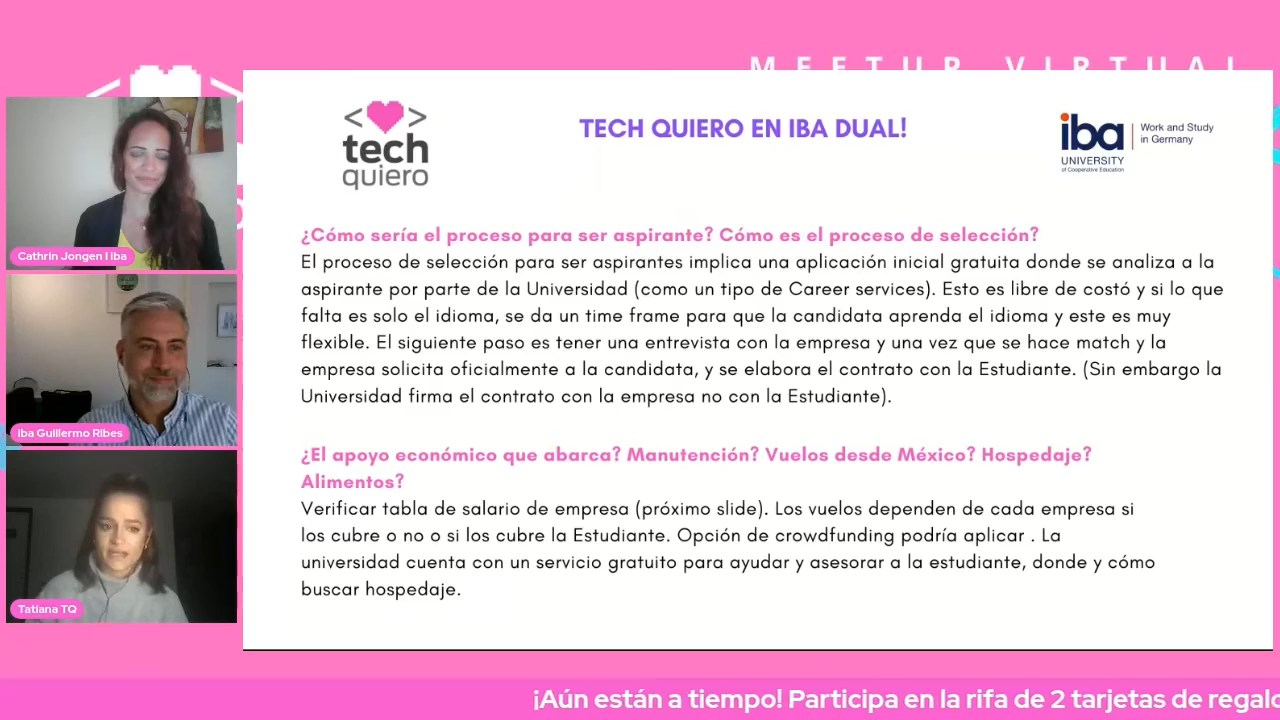 MEETUP VIRTUAL
< >
tech
quiero
TECH QUIERO EN IBA DUAL!
iba
UNIVERSITY
of Cooperative Education
Work and Study
in Germany
¿Cómo sería el proceso para ser aspirante? Cómo es el proceso de selección?
El proceso de selección para ser aspirantes implica una aplicación inicial gratuita donde se analiza a la
aspirante por parte de la Universidad (como un tipo de Career services). Esto es libre de costó y si lo que
falta es solo el idioma, se da un time frame para que la candidata aprenda el idioma y este es muy
flexible. El siguiente paso es tener una entrevista con la empresa y una vez que se hace match y la
empresa solicita oficialmente a la candidata, y se elabora el contrato con la Estudiante. (Sin embargo la
Universidad firma el contrato con la empresa no con la Estudiante).
¿El apoyo económico que abarca? Manutención? Vuelos desde México? Hospedaje?
Alimentos?
Verificar tabla de salario de empresa (próximo slide). Los vuelos dependen de cada empresa si
los cubre o no o si los cubre la Estudiante. Opción de crowdfunding podría aplicar . La
universidad cuenta con un servicio gratuito para ayudar y asesorar a la estudiante, donde y cómo
buscar hospedaje.
Cathrin Jongen I iba
iba Guillermo Ribes
Tatiana TQ
¡Aún están a tiempo! Participa en la rifa de 2 tarjetas de regalo